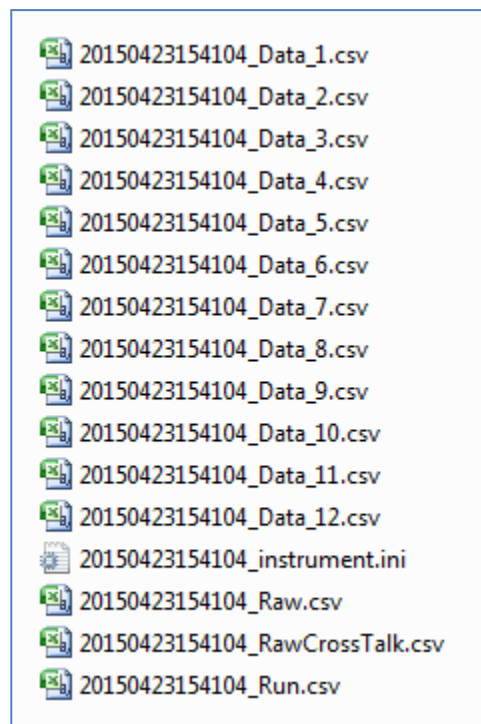 20150423154104_Data_1.csv
20150423154104_Data_2.csv
20150423154104_Data_3.csv
20150423154104_Data_4.csv
20150423154104_Data_5.csv
20150423154104_Data_6.csv
20150423154104_Data_7.csv
20150423154104_Data_8.csv
20150423154104_Data_9.csv
20150423154104_Data_10.csv
20150423154104_Data_11.csv
20150423154104_Data_12.csv
20150423154104_instrument.ini
20150423154104_Raw.csv
20150423154104_RawCrossTalk.csv
20150423154104_Run.csv